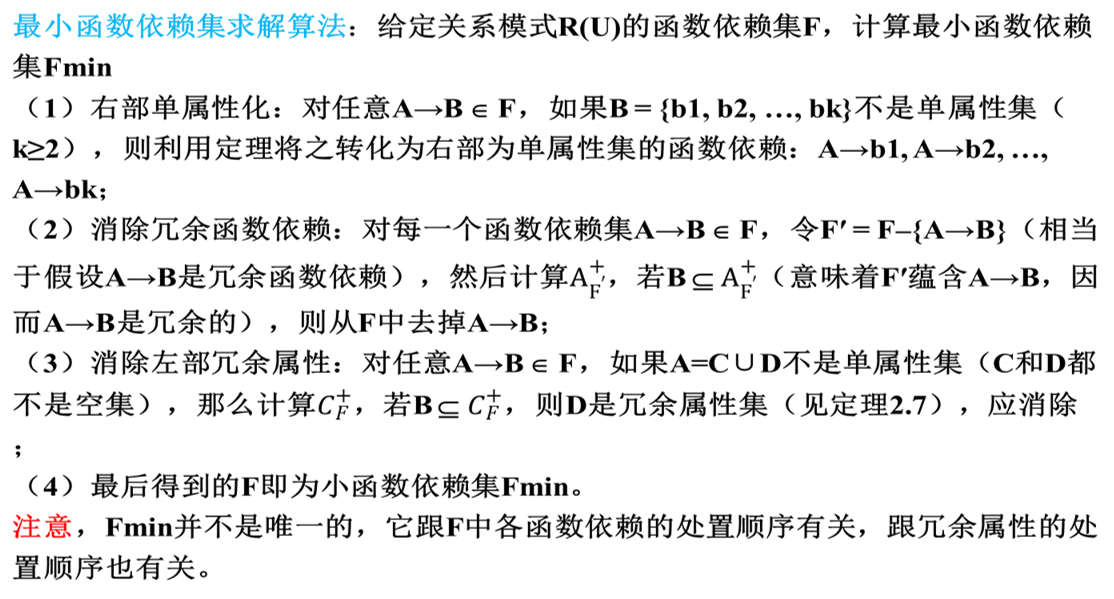 最小函数依赖集求解算法：给定关系模式R(U)的函数依赖集F，计算最小函数依赖
集Fmin
（1）右部单属性化：对任意A→B ∈ F，如果B = {b1, b2, …, bk}不是单属性集（
k≥2），则利用定理将之转化为右部为单属性集的函数依赖：A→b1, A→b2, …,
A→bk；
（2）消除冗余函数依赖：对每一个函数依赖集A→B ∈ F，令F′ = F–{A→B}（相当
于假设A→B是冗余函数依赖），然后计算A⁺F′，若B ⊆ A⁺F′（意味着F′蕴含A→B，因
而A→B是冗余的），则从F中去掉A→B；
（3）消除左部冗余属性：对任意A→B ∈ F，如果A=C∪D不是单属性集（C和D都
不是空集），那么计算C⁺F，若B ⊆ C⁺F，则D是冗余属性集（见定理2.7），应消除
；
（4）最后得到的F即为小函数依赖集Fmin。
注意，Fmin并不是唯一的，它跟F中各函数依赖的处置顺序有关，跟冗余属性的处
置顺序也有关。